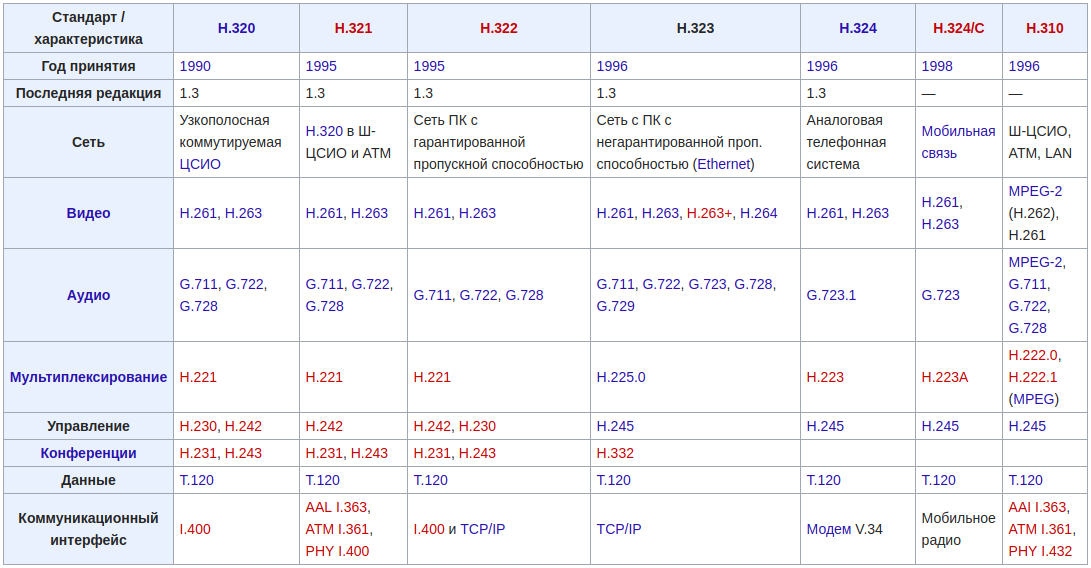 Стандарт /
характеристика
H.320
H.321
H.322
H.323
H.324
H.324/C
H.310
Год принятия
1990
1995
1995
1996
1996
1998
1996
Последняя редакция
1.3
1.3
1.3
1.3
1.3
—
—
Сеть
Узкополосная
коммутируемая
ЦСИО
H.320 в Ш-
ЦСИО и ATM
Сеть ПК с
гарантированной
пропускной способностью
Сеть с ПК с
негарантированной проп.
способностью (Ethernet)
Аналоговая
телефонная
система
Мобильная
связь
Ш-ЦСИО,
ATM, LAN
Видео
H.261, H.263
H.261, H.263
H.261, H.263
H.261, H.263, H.263+, H.264
H.261, H.263
H.261,
H.263
MPEG-2
(H.262),
H.261
Аудио
G.711, G.722,
G.728
G.711, G.722,
G.728
G.711, G.722, G.728
G.711, G.722, G.723, G.728,
G.729
G.723.1
G.723
MPEG-2,
G.711,
G.722,
G.728
Мультиплексирование
H.221
H.221
H.221
H.225.0
H.223
H.223A
H.222.0,
H.222.1
(MPEG)
Управление
H.230, H.242
H.242
H.242, H.230
H.245
H.245
H.245
H.245
Конференции
H.231, H.243
H.231, H.243
H.231, H.243
H.332
Данные
T.120
T.120
T.120
T.120
T.120
T.120
T.120
Коммуникационный
интерфейс
I.400
AAL I.363,
ATM I.361,
PHY I.400
I.400 и TCP/IP
TCP/IP
Модем V.34
Мобильное
радио
AAI I.363,
ATM I.361,
PHY I.432